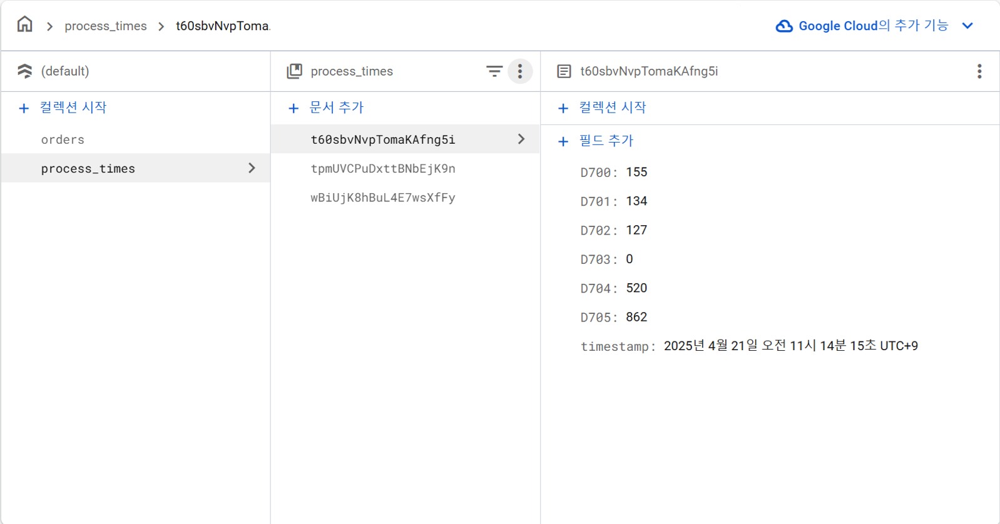 process_times
t60sbvNvpToma.
Google Cloud의 추가 기능
(default)
컬렉션 시작
orders
process_times
process_times
문서 추가
t60sbvNvpTomaKAfng5i
tpmUVCPuDxttBNbEjK9n
wBiUjK8hBuL4E7wsXfFy
t60sbvNvpTomaKAfng5i
컬렉션 시작
필드 추가
D700: 155
D701: 134
D702: 127
D703: 0
D704: 520
D705: 862
timestamp: 2025년 4월 21일 오전 11시 14분 15초 UTC+9